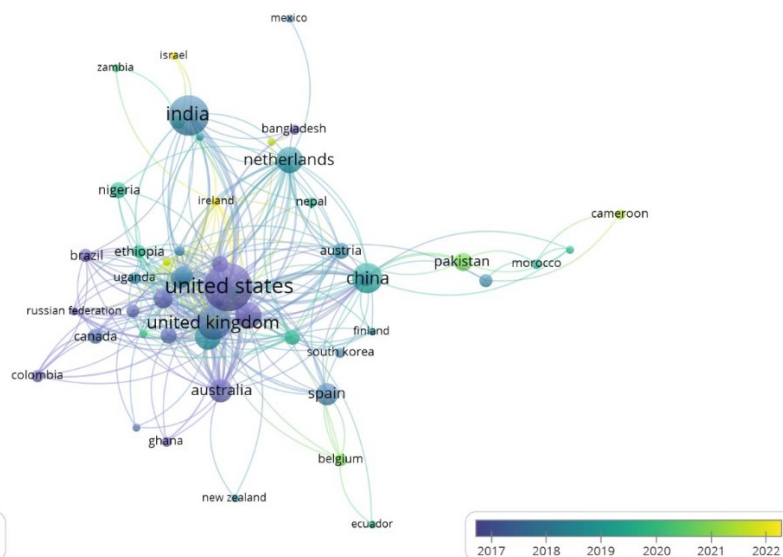 mexico
israel
zambia
india
bangladesh
netherlands
nigeria
ireland
nepal
cameroon
brazil
ethiopia
austria
pakistan
morocco
uganda
united states
china
russian federation
united kingdom
canada
finland
south korea
colombia
australia
spain
ghana
belgium
new zealand
ecuador
2017 2018 2019 2020 2021 2022